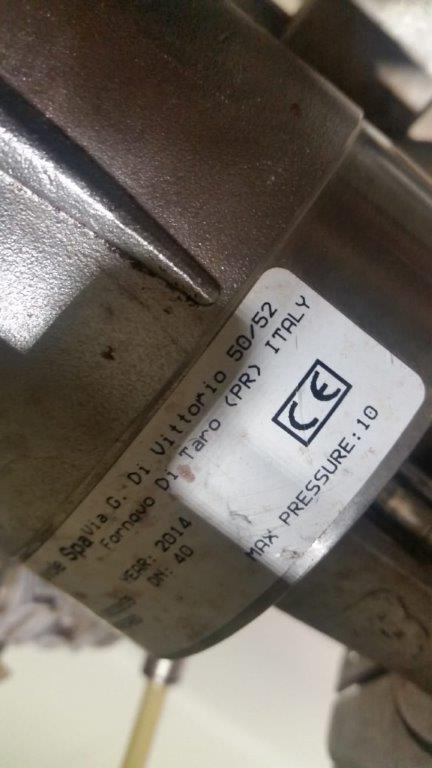 SpA Via G. Di Vittorio 50/52
Fornovo Di Taro (PR) ITALY
YEAR: 2014
DN: 40
CE
MAX PRESSURE: 10